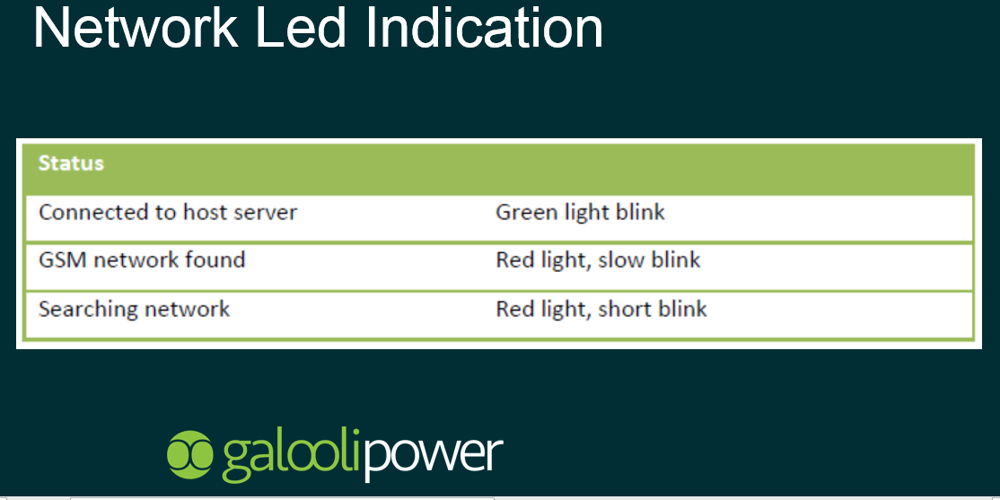 Network Led Indication
Status
Connected to host server Green light blink
GSM network found Red light, slow blink
Searching network Red light, short blink
galoolipower